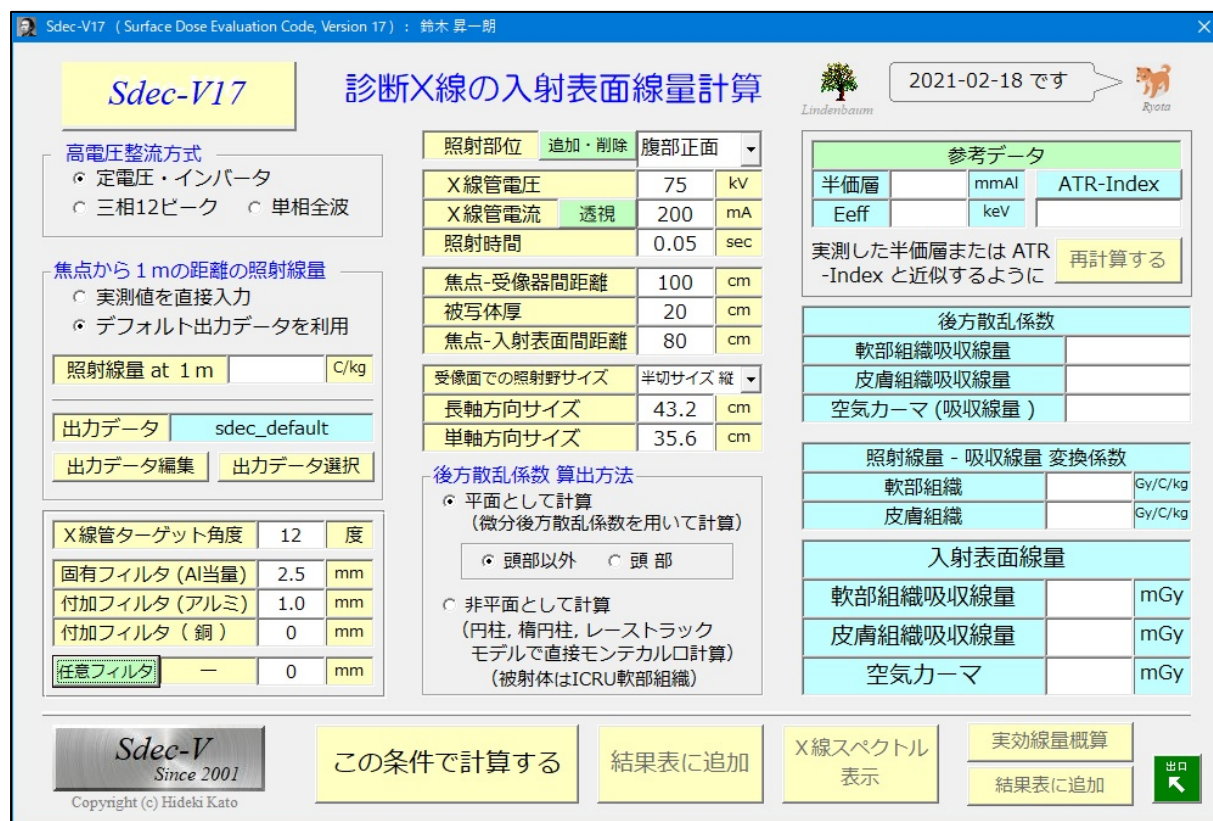 Sdec-V17 ( Surface Dose Evaluation Code, Version 17 ) : 鈴木 昇一朗
Sdec-V17
診断X線の入射表面線量計算
Lindenbaum
2021-02-18 です
Ryota
高電圧整流方式
定電圧・インバータ
三相12ピーク 単相全波
焦点から1mの距離の照射線量
実測値を直接入力
デフォルト出力データを利用
照射線量 at 1m C/kg
出力データ sdec_default
出力データ編集 出力データ選択
X線管ターゲット角度 12 度
固有フィルタ (Al当量) 2.5 mm
付加フィルタ (アルミ) 1.0 mm
付加フィルタ ( 銅 ) 0 mm
任意フィルタ ー 0 mm
照射部位 追加・削除 腹部正面
X線管電圧 75 kV
X線管電流 透視 200 mA
照射時間 0.05 sec
焦点-受像器間距離 100 cm
被写体厚 20 cm
焦点-入射表面間距離 80 cm
受像面での照射野サイズ 半切サイズ 縦
長軸方向サイズ 43.2 cm
単軸方向サイズ 35.6 cm
後方散乱係数 算出方法
平面として計算
(微分後方散乱係数を用いて計算)
頭部以外 頭 部
非平面として計算
(円柱, 楕円柱, レーストラック
モデルで直接モンテカルロ計算)
(被射体はICRU軟部組織)
参考データ
半価層 mmAl ATR-Index
Eeff keV
実測した半価層または ATR
-Index と近似するように 再計算する
後方散乱係数
軟部組織吸収線量
皮膚組織吸収線量
空気カーマ (吸収線量 )
照射線量 - 吸収線量 変換係数
軟部組織 Gy/C/kg
皮膚組織 Gy/C/kg
入射表面線量
軟部組織吸収線量 mGy
皮膚組織吸収線量 mGy
空気カーマ mGy
Sdec-V
Since 2001
Copyright (c) Hideki Kato
この条件で計算する
結果表に追加
X線スペクトル
表示
実効線量概算
結果表に追加
出口